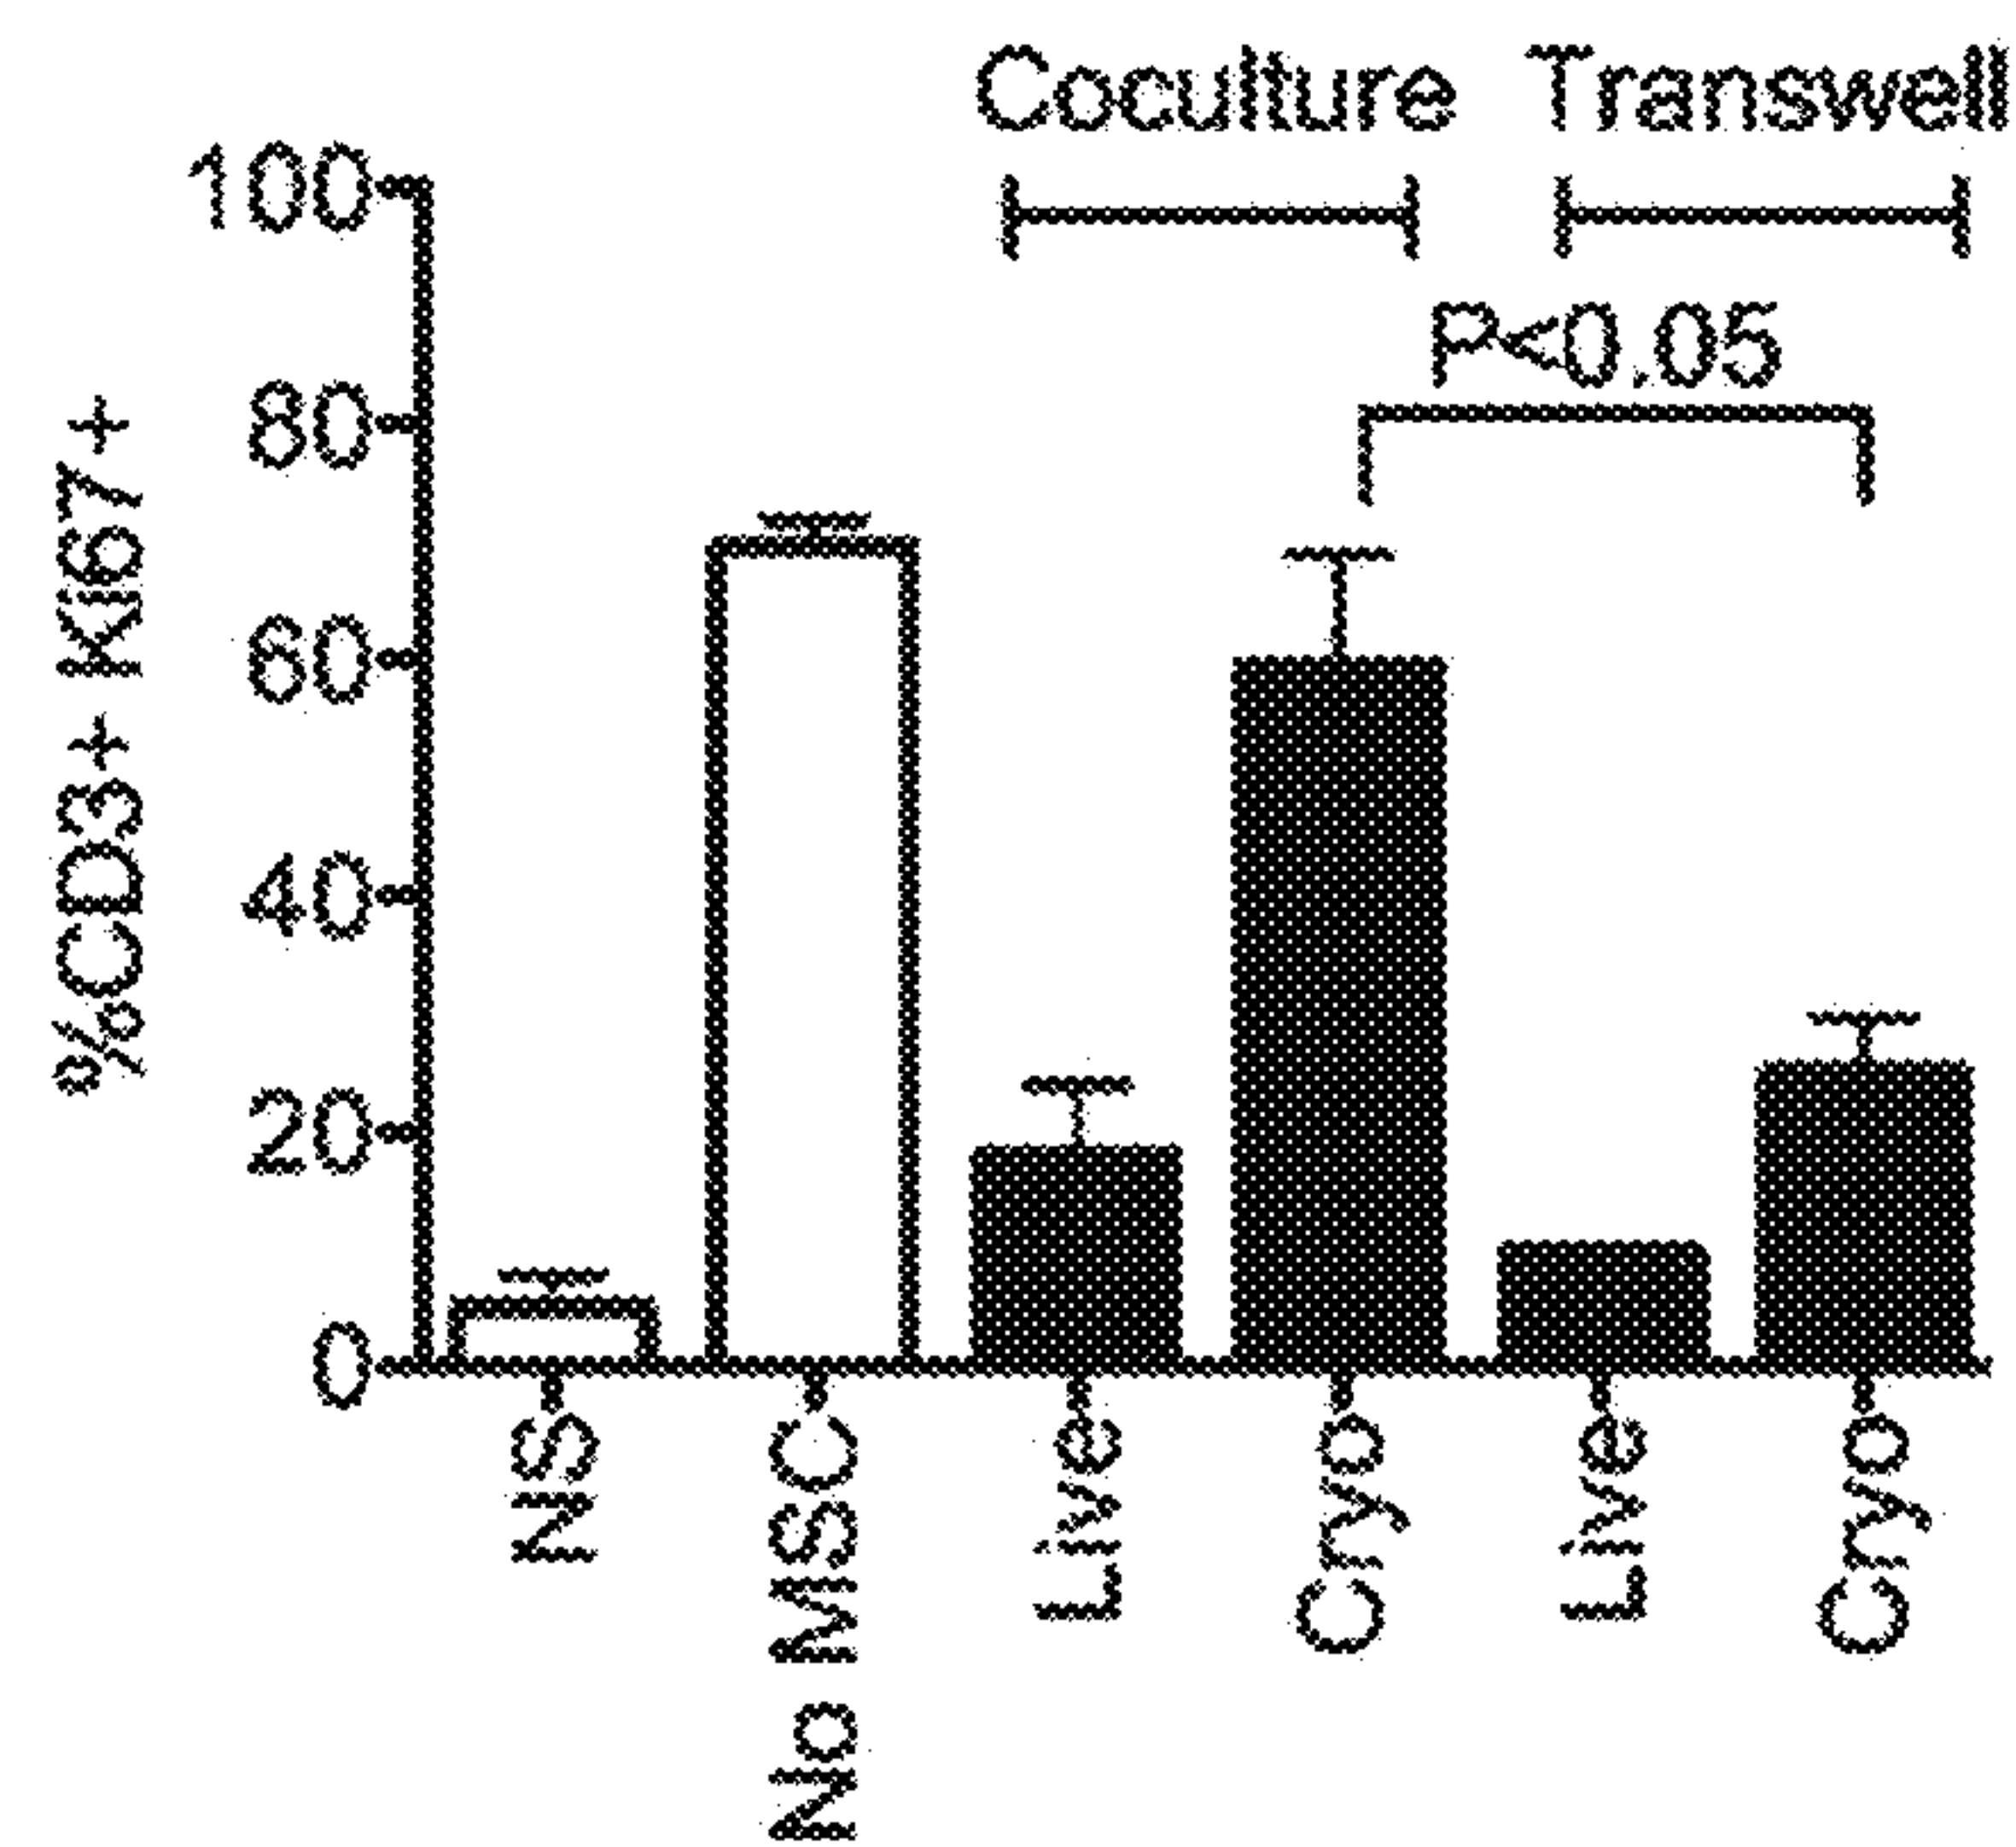 Coculture Transwell
P<0.05
%CD3+ Ki67+
100
80
60
40
20
0
NS
No MSC
Live
Cryo
Live
Cryo